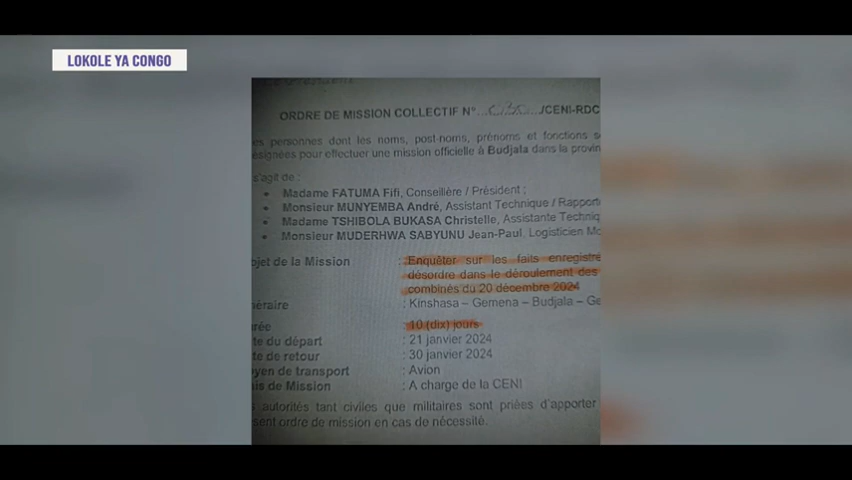 LOKOLE YA CONGO
ORDRE DE MISSION COLLECTIF N° /CENI-RDC
es personnes dont les noms, post-noms, prénoms et fonctions s
ésignées pour effectuer une mission officielle à Budjala dans la provin
s'agit de :
• Madame FATUMA Fifi, Conseillère / Président ;
• Monsieur MUNYEMBA André, Assistant Technique / Rapport
• Madame TSHIBOLA BUKASA Christelle, Assistante Techniq
• Monsieur MUDERHWA SABYUNU Jean-Paul, Logisticien Mo
bjet de la Mission : Enquêter sur les faits enregistré
désordre dans le déroulement des
combinés du 20 décembre 2024
néraire : Kinshasa – Gemena – Budjala – Ge
rée : 10 (dix) jours
te du départ : 21 janvier 2024
te de retour : 30 janvier 2024
yen de transport : Avion
ais de Mission : A charge de la CENI
s autorités tant civiles que militaires sont priées d'apporter
sent ordre de mission en cas de nécessité.